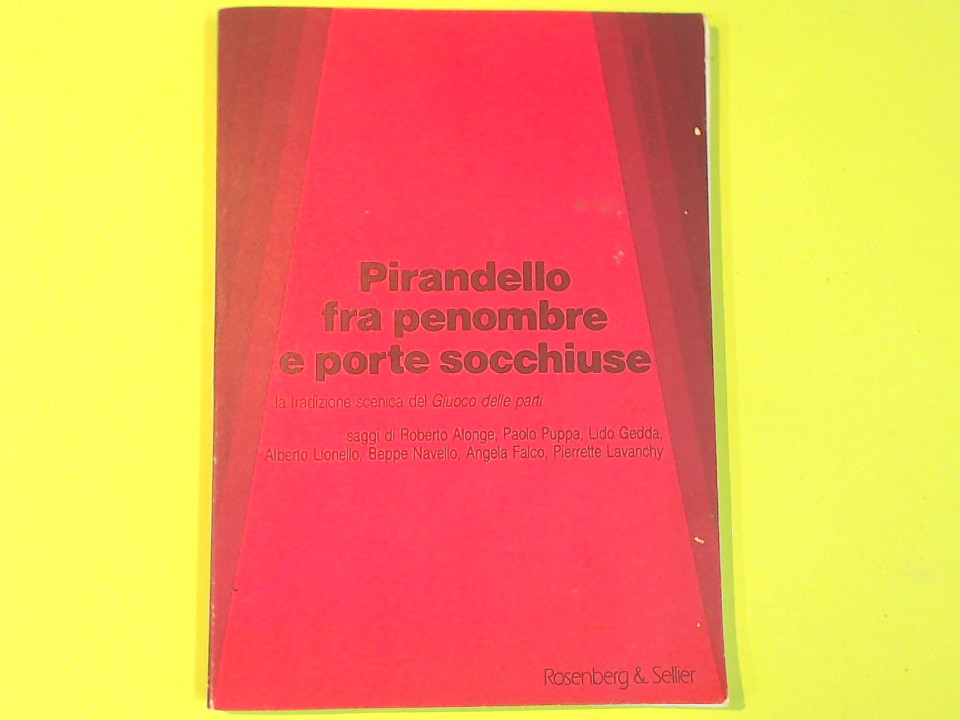 Pirandello
fra penombre
e porte socchiuse
la tradizione scenica del Giuoco delle parti
saggi di Roberto Alonge, Paolo Puppa, Lido Gedda,
Alberto Lionello, Beppe Navello, Angela Falco, Pierrette Lavanchy
Rosenberg & Sellier